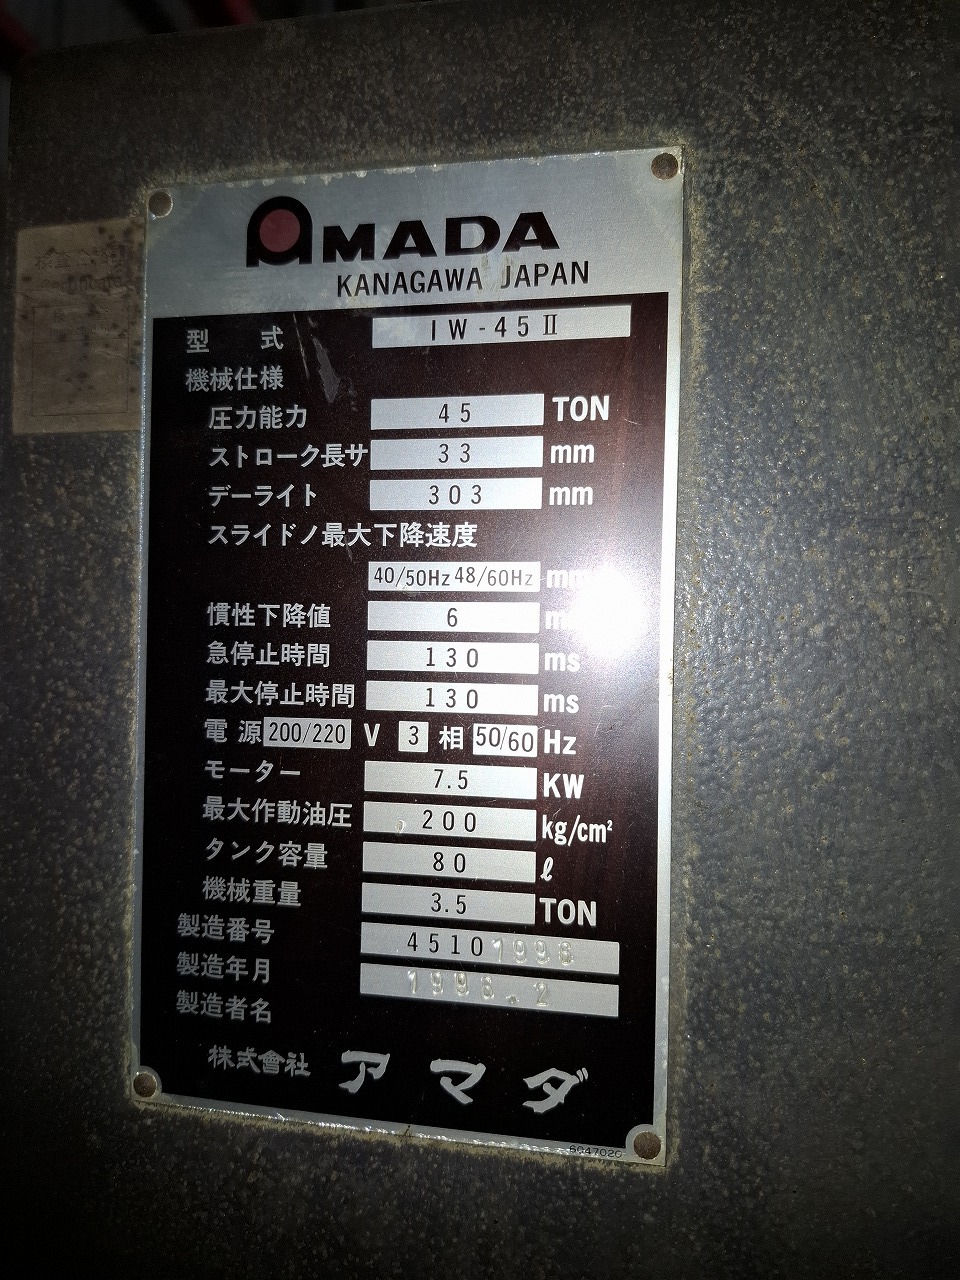 AMADA
KANAGAWA JAPAN
型 式 IW-45Ⅱ
機械仕様
圧力能力 45 TON
ストローク長サ 33 mm
デーライト 303 mm
スライドノ最大下降速度
40/50Hz 48/60Hz
慣性下降値 6
急停止時間 130 ms
最大停止時間 130 ms
電源 200/220 V 3 相 50/60 Hz
モーター 7.5 KW
最大作動油圧 200 kg/cm²
タンク容量 80 ℓ
機械重量 3.5 TON
製造番号 45101996
製造年月 1996.2
製造者名
株式會社 アマダ